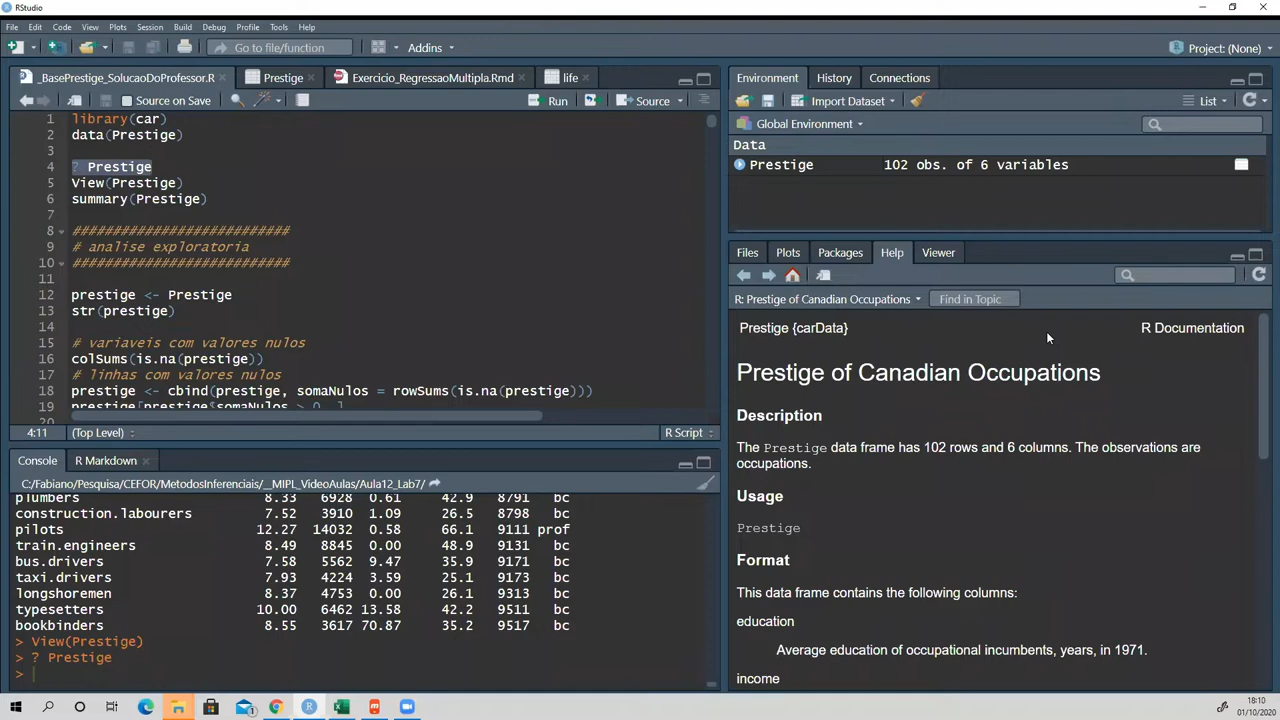 RStudio
File Edit Code View Plots Session Build Debug Profile Tools Help
Go to file/function Addins Project: (None)
_BasePrestige_SolucaoDoProfessor.R Prestige Exercicio_RegressaoMultipla.Rmd life
Source on Save Run Source
1 library(car)
2 data(Prestige)
3
4 ? Prestige
5 View(Prestige)
6 summary(Prestige)
7
8 ###########################
9 # analise exploratoria
10 ###########################
11
12 prestige <- Prestige
13 str(prestige)
14
15 # variaveis com valores nulos
16 colSums(is.na(prestige))
17 # linhas com valores nulos
18 prestige <- cbind(prestige, somaNulos = rowSums(is.na(prestige)))
19 prestige[prestige$somaNulos > 0, ]
20
4:11 (Top Level) R Script
Console R Markdown
C:/Fabiano/Pesquisa/CEFOR/MetodosInferenciais/__MIPL_VideoAulas/Aula12_Lab7/
plumbers 8.33 6928 0.61 42.9 8791 bc
construction.labourers 7.52 3910 1.09 26.5 8798 bc
pilots 12.27 14032 0.58 66.1 9111 prof
train.engineers 8.49 8845 0.00 48.9 9131 bc
bus.drivers 7.58 5562 9.47 35.9 9171 bc
taxi.drivers 7.93 4224 3.59 25.1 9173 bc
longshoremen 8.37 4753 0.00 26.1 9313 bc
typesetters 10.00 6462 13.58 42.2 9511 bc
bookbinders 8.55 3617 70.87 35.2 9517 bc
> View(Prestige)
> ? Prestige
>
Environment History Connections
Import Dataset List
Global Environment
Data
Prestige 102 obs. of 6 variables
Files Plots Packages Help Viewer
R: Prestige of Canadian Occupations Find in Topic
Prestige {carData} R Documentation
Prestige of Canadian Occupations
Description
The Prestige data frame has 102 rows and 6 columns. The observations are
occupations.
Usage
Prestige
Format
This data frame contains the following columns:
education
Average education of occupational incumbents, years, in 1971.
income
18:10
01/10/2020